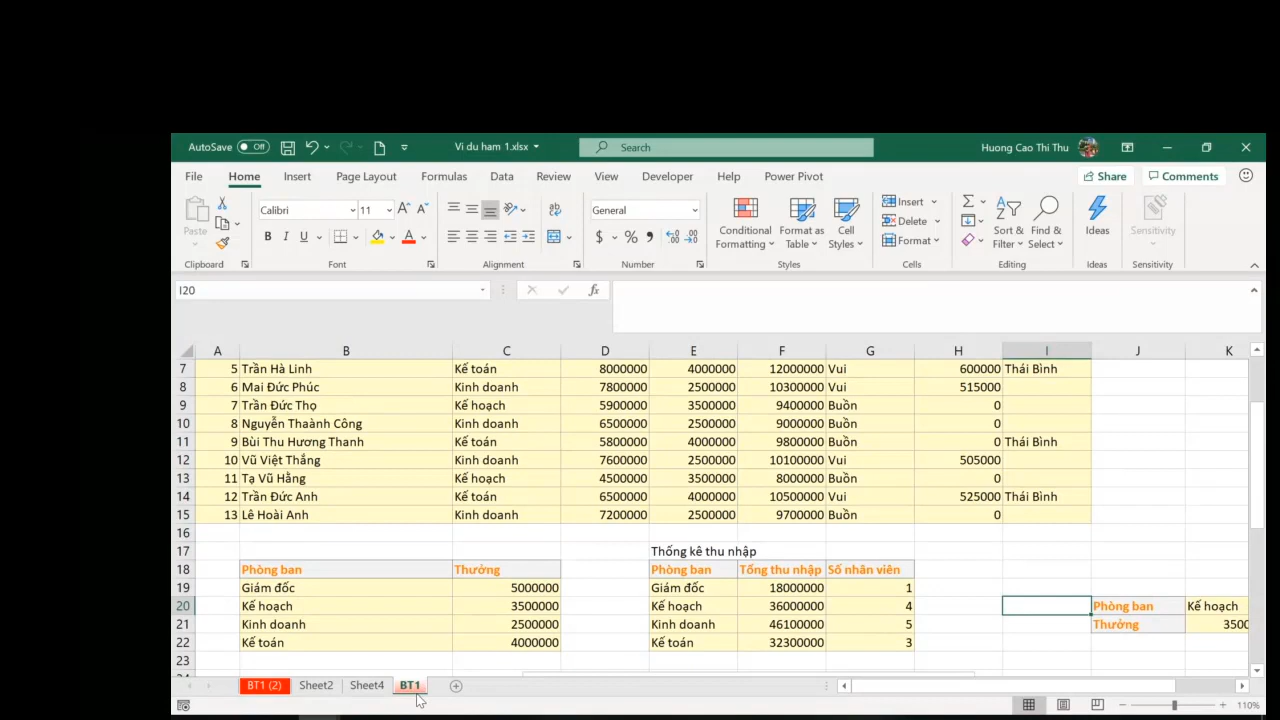 AutoSave Off Vi du ham 1.xlsx Search Huong Cao Thi Thu
File Home Insert Page Layout Formulas Data Review View Developer Help Power Pivot Share Comments
Paste Calibri 11 General Conditional Formatting Format as Table Cell Styles Insert Delete Format Sort & Filter Find & Select Ideas Sensitivity
Clipboard Font Alignment Number Styles Cells Editing Ideas Sensitivity
I20 fx
A B C D E F G H I J K
7 5 Trần Hà Linh Kế toán 8000000 4000000 12000000 Vui 600000 Thái Bình
8 6 Mai Đức Phúc Kinh doanh 7800000 2500000 10300000 Vui 515000
9 7 Trần Đức Thọ Kế hoạch 5900000 3500000 9400000 Buồn 0
10 8 Nguyễn Thaành Công Kinh doanh 6500000 2500000 9000000 Buồn 0
11 9 Bùi Thu Hương Thanh Kế toán 5800000 4000000 9800000 Buồn 0 Thái Bình
12 10 Vũ Việt Thắng Kinh doanh 7600000 2500000 10100000 Vui 505000
13 11 Tạ Vũ Hằng Kế hoạch 4500000 3500000 8000000 Buồn 0
14 12 Trần Đức Anh Kế toán 6500000 4000000 10500000 Vui 525000 Thái Bình
15 13 Lê Hoài Anh Kinh doanh 7200000 2500000 9700000 Buồn 0
16
17 Thống kê thu nhập
18 Phòng ban Thưởng Phòng ban Tổng thu nhập Số nhân viên
19 Giám đốc 5000000 Giám đốc 18000000 1
20 Kế hoạch 3500000 Kế hoạch 36000000 4 Phòng ban Kế hoạch
21 Kinh doanh 2500000 Kinh doanh 46100000 5 Thưởng 3500
22 Kế toán 4000000 Kế toán 32300000 3
23
BT1 (2) Sheet2 Sheet4 BT1
110%